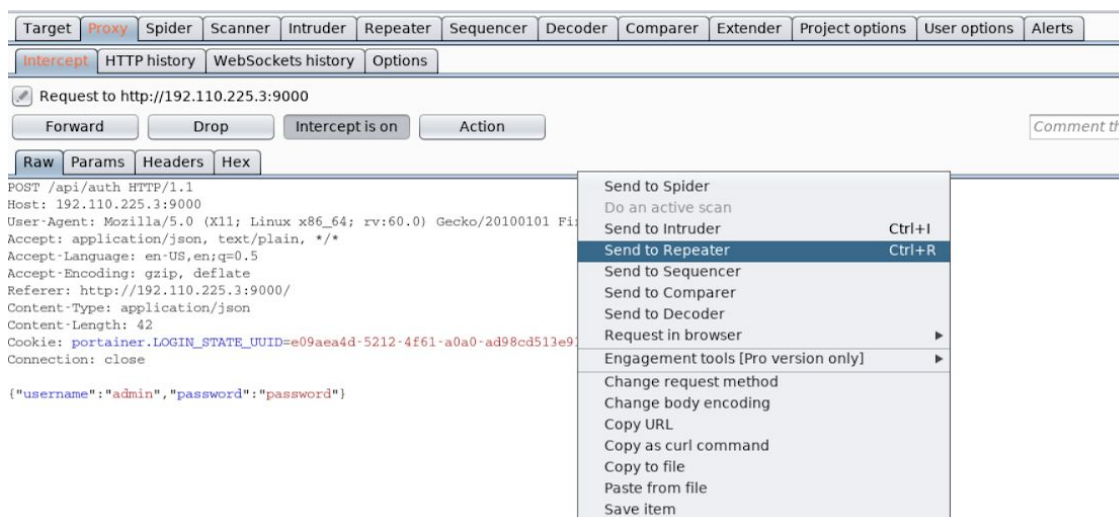 Target Proxy Spider Scanner Intruder Repeater Sequencer Decoder Comparer Extender Project options User options Alerts
Intercept HTTP history WebSockets history Options
Request to http://192.110.225.3:9000
Forward Drop Intercept is on Action Comment th
Raw Params Headers Hex
POST /api/auth HTTP/1.1
Host: 192.110.225.3:9000
User-Agent: Mozilla/5.0 (X11; Linux x86_64; rv:60.0) Gecko/20100101 Fi
Accept: application/json, text/plain, */*
Accept-Language: en-US,en;q=0.5
Accept-Encoding: gzip, deflate
Referer: http://192.110.225.3:9000/
Content-Type: application/json
Content-Length: 42
Cookie: portainer.LOGIN_STATE_UUID=e09aea4d-5212-4f61-a0a0-ad98cd513e9
Connection: close
{"username":"admin","password":"password"}
Send to Spider
Do an active scan
Send to Intruder Ctrl+I
Send to Repeater Ctrl+R
Send to Sequencer
Send to Comparer
Send to Decoder
Request in browser
Engagement tools [Pro version only]
Change request method
Change body encoding
Copy URL
Copy as curl command
Copy to file
Paste from file
Save item